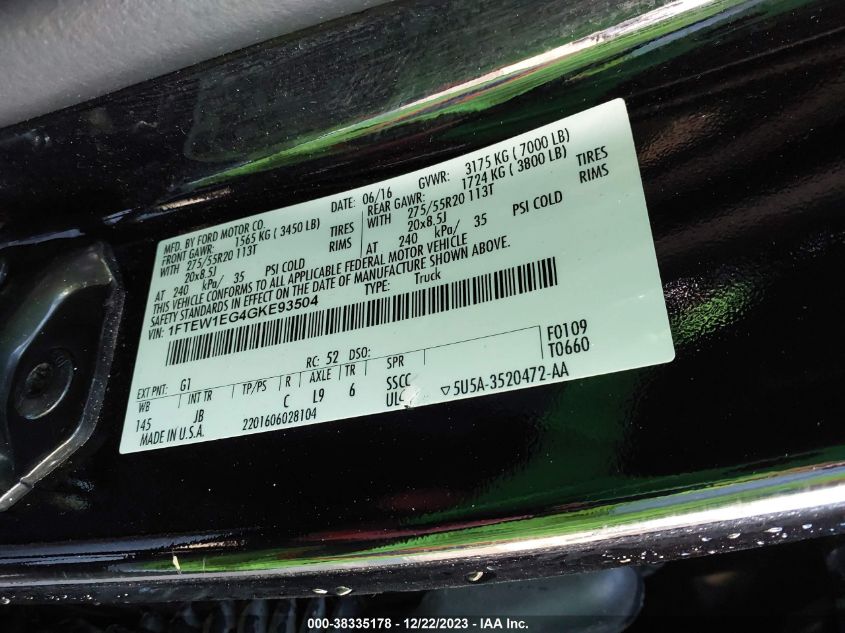 MFD. BY FORD MOTOR CO. DATE: 06/16 GVWR: 3175 KG ( 7000 LB)
FRONT GAWR: 1565 KG ( 3450 LB) REAR GAWR: 1724 KG ( 3800 LB)
WITH 275/55R20 113T TIRES WITH 275/55R20 113T TIRES
20x8.5J RIMS 20x8.5J RIMS
AT 240 kPa/ 35 PSI COLD AT 240 kPa/ 35 PSI COLD
THIS VEHICLE CONFORMS TO ALL APPLICABLE FEDERAL MOTOR VEHICLE
SAFETY STANDARDS IN EFFECT ON THE DATE OF MANUFACTURE SHOWN ABOVE.
VIN: 1FTEW1EG4GKE93504 TYPE: Truck
F0109
T0660
EXT PNT: G1 RC: 52 DSO:
WB INT TR TP/PS R AXLE TR SPR
145 JB C L9 6 SSCC
MADE IN U.S.A. 2201606028104 ULC ▽5U5A-3520472-AA
000-38335178 - 12/22/2023 - IAA Inc.